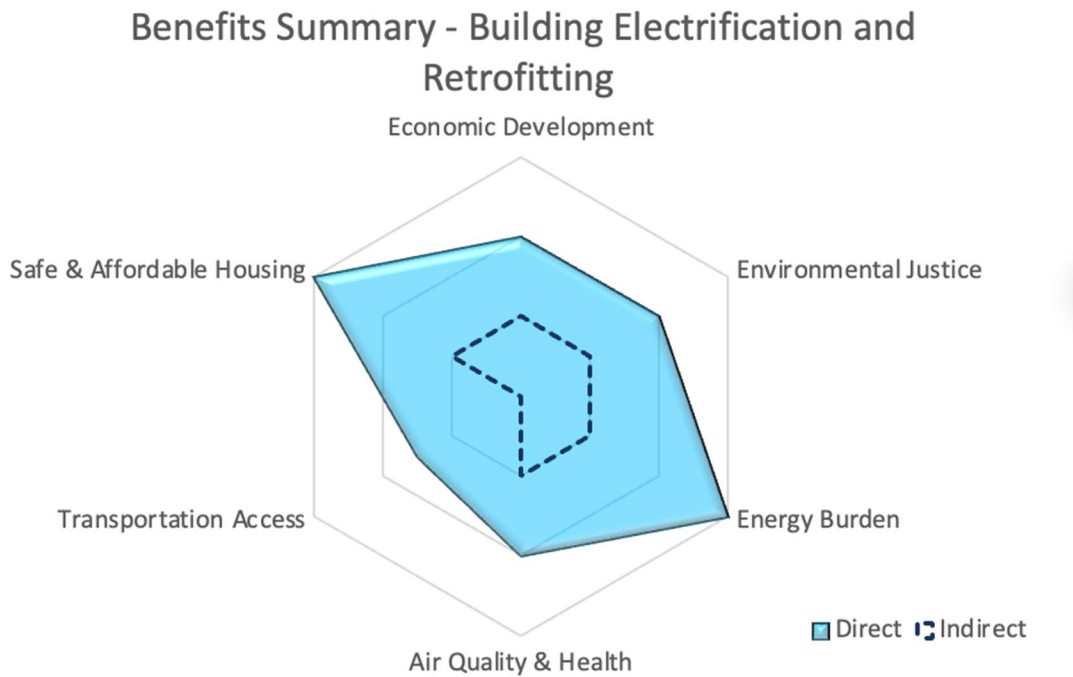 Benefits Summary - Building Electrification and
Retrofitting
Economic Development
Safe & Affordable Housing
Environmental Justice
Transportation Access
Energy Burden
Air Quality & Health
Direct Indirect